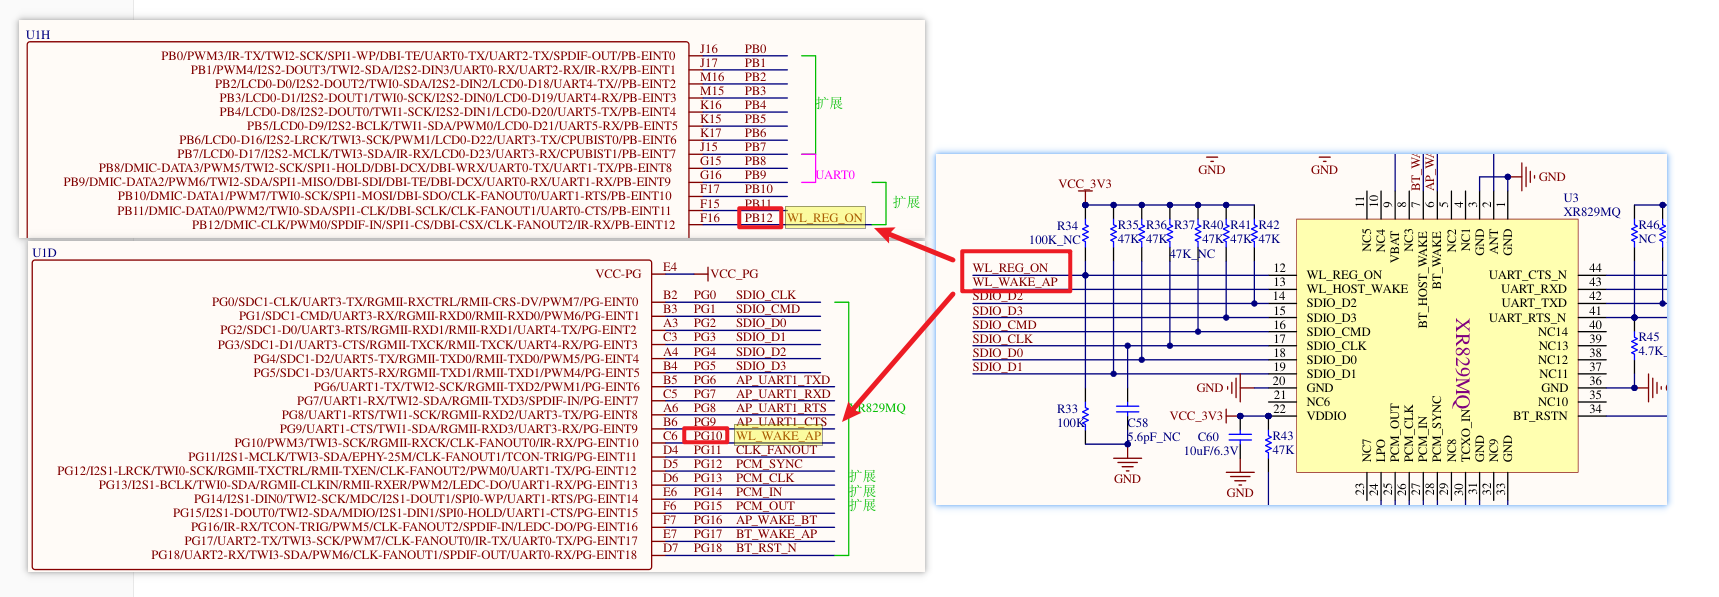 U1H
PB0/PWM3/IR-TX/TWI2-SCK/SPI1-WP/DBI-TE/UART0-TX/UART2-TX/SPDIF-OUT/PB-EINT0 J16 PB0
PB1/PWM4/I2S2-DOUT3/TWI2-SDA/I2S2-DIN3/UART0-RX/UART2-RX/IR-RX/PB-EINT1 J17 PB1
PB2/LCD0-D0/I2S2-DOUT2/TWI0-SDA/I2S2-DIN2/LCD0-D18/UART4-TX/PB-EINT2 M16 PB2
PB3/LCD0-D1/I2S2-DOUT1/TWI0-SCK/I2S2-DIN0/LCD0-D19/UART4-RX/PB-EINT3 M15 PB3
PB4/LCD0-D8/I2S2-DOUT0/TWI1-SCK/I2S2-DIN1/LCD0-D20/UART5-TX/PB-EINT4 K16 PB4
扩展
PB5/LCD0-D9/I2S2-BCLK/TWI1-SDA/PWM0/LCD0-D21/UART5-RX/PB-EINT5 K15 PB5
PB6/LCD0-D16/I2S2-LRCK/TWI3-SCK/PWM1/LCD0-D22/UART3-TX/CPUBIST0/PB-EINT6 K17 PB6
PB7/LCD0-D17/I2S2-MCLK/TWI3-SDA/IR-RX/LCD0-D23/UART3-RX/CPUBIST1/PB-EINT7 J15 PB7
PB8/DMIC-DATA3/PWM5/TWI2-SCK/SPI1-HOLD/DBI-DCX/DBI-WRX/UART0-TX/UART1-TX/PB-EINT8 G15 PB8
UART0
PB9/DMIC-DATA2/PWM6/TWI2-SDA/SPI1-MISO/DBI-SDI/DBI-TE/DBI-DCX/UART0-RX/UART1-RX/PB-EINT9 G16 PB9
PB10/DMIC-DATA1/PWM7/TWI0-SCK/SPI1-MOSI/DBI-SDO/CLK-FANOUT0/UART1-RTS/PB-EINT10 F17 PB10
扩展
PB11/DMIC-DATA0/PWM2/TWI0-SDA/SPI1-CLK/DBI-SCLK/CLK-FANOUT1/UART0-CTS/PB-EINT11 F15 PB11
PB12/DMIC-CLK/PWM0/SPDIF-IN/SPI1-CS/DBI-CSX/CLK-FANOUT2/IR-RX/PB-EINT12 F16 PB12 WL_REG_ON
U1D
VCC-PG E4 VCC_PG
PG0/SDC1-CLK/UART3-TX/RGMII-RXCTRL/RMII-CRS-DV/PWM7/PG-EINT0 B2 PG0 SDIO_CLK
PG1/SDC1-CMD/UART3-RX/RGMII-RXD0/RMII-RXD0/PWM6/PG-EINT1 B3 PG1 SDIO_CMD
PG2/SDC1-D0/UART3-RTS/RGMII-RXD1/RMII-RXD1/UART4-TX/PG-EINT2 A3 PG2 SDIO_D0
PG3/SDC1-D1/UART3-CTS/RGMII-TXCK/RMII-TXCK/UART4-RX/PG-EINT3 C3 PG3 SDIO_D1
PG4/SDC1-D2/UART5-TX/RGMII-TXD0/RMII-TXD0/PWM5/PG-EINT4 A4 PG4 SDIO_D2
PG5/SDC1-D3/UART5-RX/RGMII-TXD1/RMII-TXD1/PWM4/PG-EINT5 B4 PG5 SDIO_D3
PG6/UART1-TX/TWI2-SCK/RGMII-TXD2/PWM1/PG-EINT6 B5 PG6 AP_UART1_TXD
PG7/UART1-RX/TWI2-SDA/RGMII-TXD3/SPDIF-IN/PG-EINT7 C5 PG7 AP_UART1_RXD
PG8/UART1-RTS/TWI1-SCK/RGMII-RXD2/UART3-TX/PG-EINT8 A6 PG8 AP_UART1_RTS
R829MQ
PG9/UART1-CTS/TWI1-SDA/RGMII-RXD3/UART3-RX/PG-EINT9 B6 PG9 AP_UART1_CTS
PG10/PWM3/TWI3-SCK/RGMII-RXCK/CLK-FANOUT0/IR-RX/PG-EINT10 C6 PG10 WL_WAKE_AP
PG11/I2S1-MCLK/TWI3-SDA/EPHY-25M/CLK-FANOUT1/TCON-TRIG/PG-EINT11 D4 PG11 CLK_FANOUT
PG12/I2S1-LRCK/TWI0-SCK/RGMII-TXCTRL/RMII-TXEN/CLK-FANOUT2/PWM0/UART1-TX/PG-EINT12 D5 PG12 PCM_SYNC
PG13/I2S1-BCLK/TWI0-SDA/RGMII-CLKIN/RMII-RXER/PWM2/LEDC-DO/UART1-RX/PG-EINT13 D6 PG13 PCM_CLK 扩展
PG14/I2S1-DIN0/TWI2-SCK/MDC/I2S1-DOUT1/SPI0-WP/UART1-RTS/PG-EINT14 E6 PG14 PCM_IN 扩展
PG15/I2S1-DOUT0/TWI2-SDA/MDIO/I2S1-DIN1/SPI0-HOLD/UART1-CTS/PG-EINT15 F6 PG15 PCM_OUT 扩展
PG16/IR-RX/TCON-TRIG/PWM5/CLK-FANOUT2/SPDIF-IN/LEDC-DO/PG-EINT16 F7 PG16 AP_WAKE_BT
PG17/UART2-TX/TWI3-SCK/PWM7/CLK-FANOUT0/IR-TX/UART0-TX/PG-EINT17 E7 PG17 BT_WAKE_AP
PG18/UART2-RX/TWI3-SDA/PWM6/CLK-FANOUT1/SPDIF-OUT/UART0-RX/PG-EINT18 D7 PG18 BT_RST_N
GND
GND
BT_WA
AP_WA
GND
VCC_3V3
11 10 9 8 7 6 5 4 3 2 1
U3
XR829MQ
R34
100K_NC
R35
47K
R36
47K
R37
47K_NC
R40
47K
R41
47K
R42
47K
R46
NC
NC5
NC4
VBAT
NC3
BT_HOST_WAKE
BT_WAKE
NC2
NC1
GND
ANT
GND
WL_REG_ON 12 WL_REG_ON
WL_WAKE_AP 13 WL_HOST_WAKE
SDIO_D2 14 SDIO_D2
SDIO_D3 15 SDIO_D3
SDIO_CMD 16 SDIO_CMD
SDIO_CLK 17 SDIO_CLK
SDIO_D0 18 SDIO_D0
SDIO_D1 19 SDIO_D1
GND 20 GND
21 NC6
VCC_3V3 22 VDDIO
XR829MQ
UART_CTS_N 44
UART_RXD 43
UART_TXD 42
UART_RTS_N 41
NC14 40
NC13 39
NC12 38
NC11 37
GND 36
NC10 35
BT_RSTN 34
R45
4.7K_
R33
100K
C58
5.6pF_NC
C60
10uF/6.3V
R43
47K
GND
GND
NC7
LPO
PCM_OUT
PCM_CLK
PCM_IN
PCM_SYNC
NC8
TCXO_IN
GND
NC9
GND
23 24 25 26 27 28 29 30 31 32 33